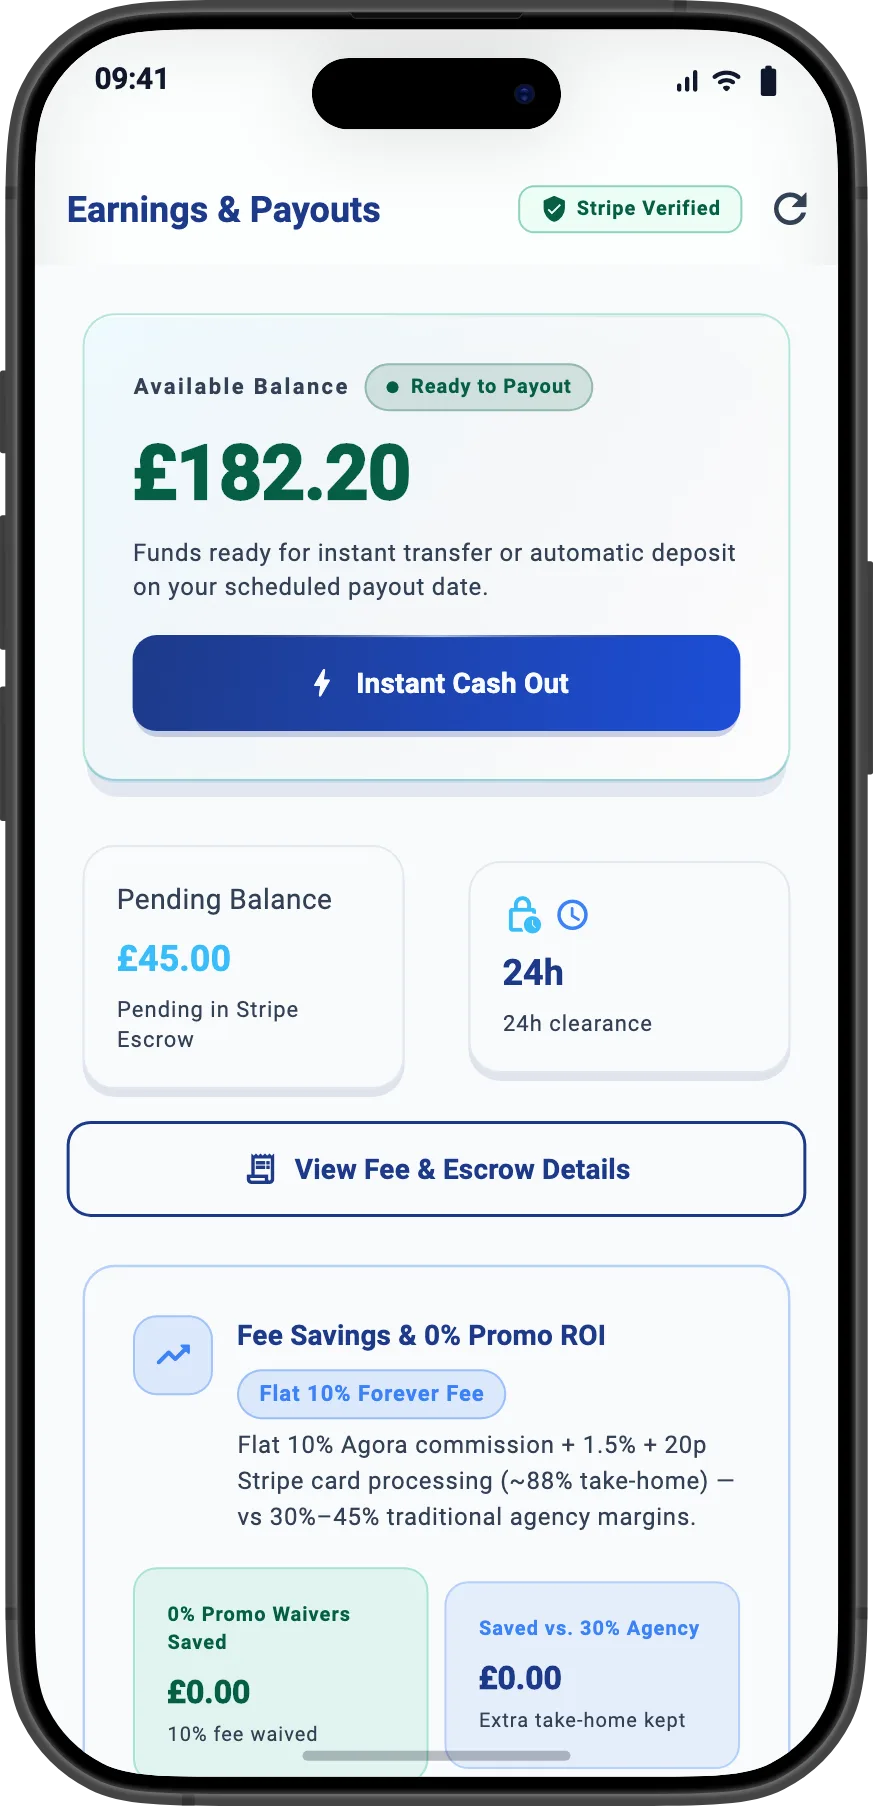 09:41
Earnings & Payouts
Stripe Verified
Available Balance
Ready to Payout
£182.20
Funds ready for instant transfer or automatic deposit
on your scheduled payout date.
Instant Cash Out
Pending Balance
£45.00
Pending in Stripe
Escrow
24h
24h clearance
View Fee & Escrow Details
Fee Savings & 0% Promo ROI
Flat 10% Forever Fee
Flat 10% Agora commission + 1.5% + 20p
Stripe card processing (~88% take-home) —
vs 30%–45% traditional agency margins.
0% Promo Waivers
Saved
£0.00
10% fee waived
Saved vs. 30% Agency
£0.00
Extra take-home kept